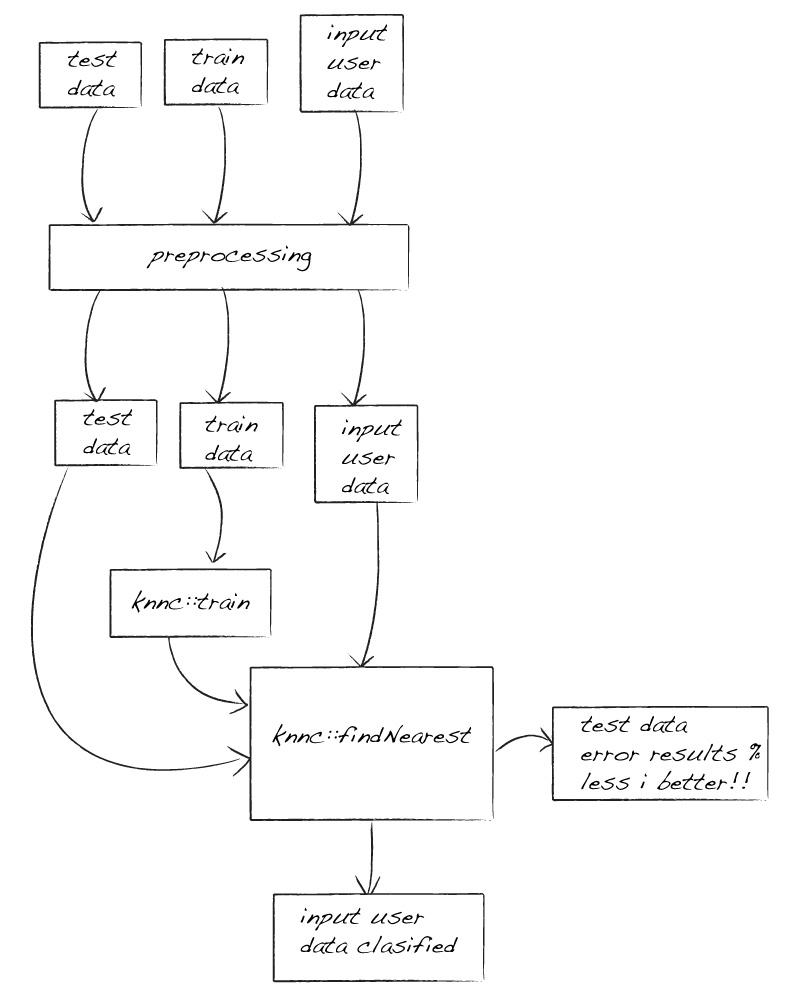 test
data
train
data
input
user
data
preprocessing
test
data
train
data
input
user
data
knnc::train
knnc::findNearest
test data
error results %
less i better!!
input user
data clasified